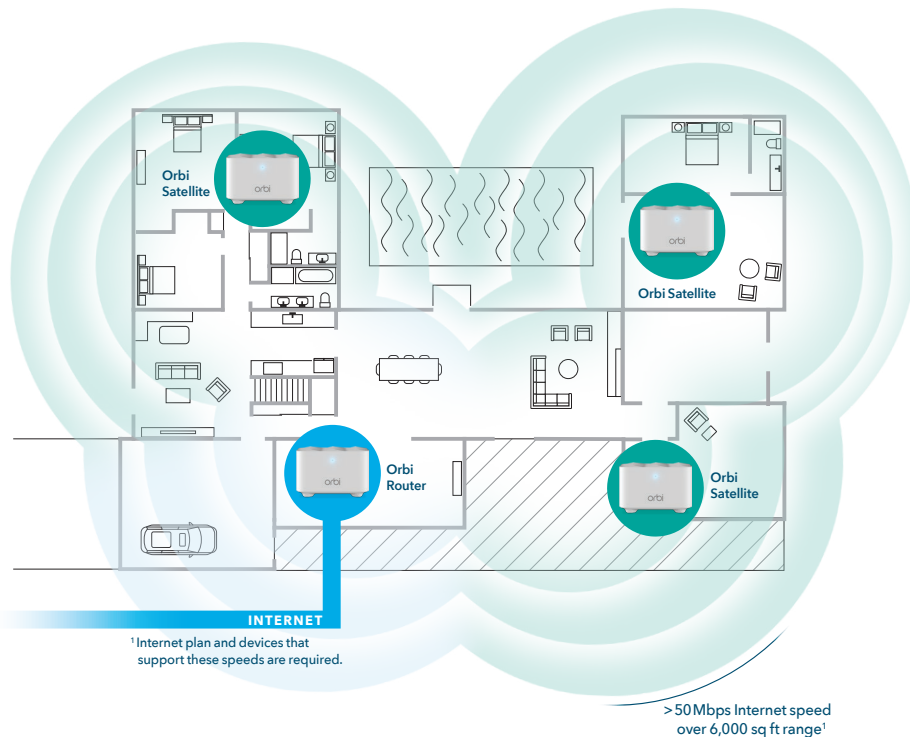 Orbi
Satellite
orbi
orbi
Orbi Satellite
orbi
Orbi
Router
orbi
Orbi
Satellite
INTERNET
¹ Internet plan and devices that
support these speeds are required.
>50 Mbps Internet speed
over 6,000 sq ft range¹